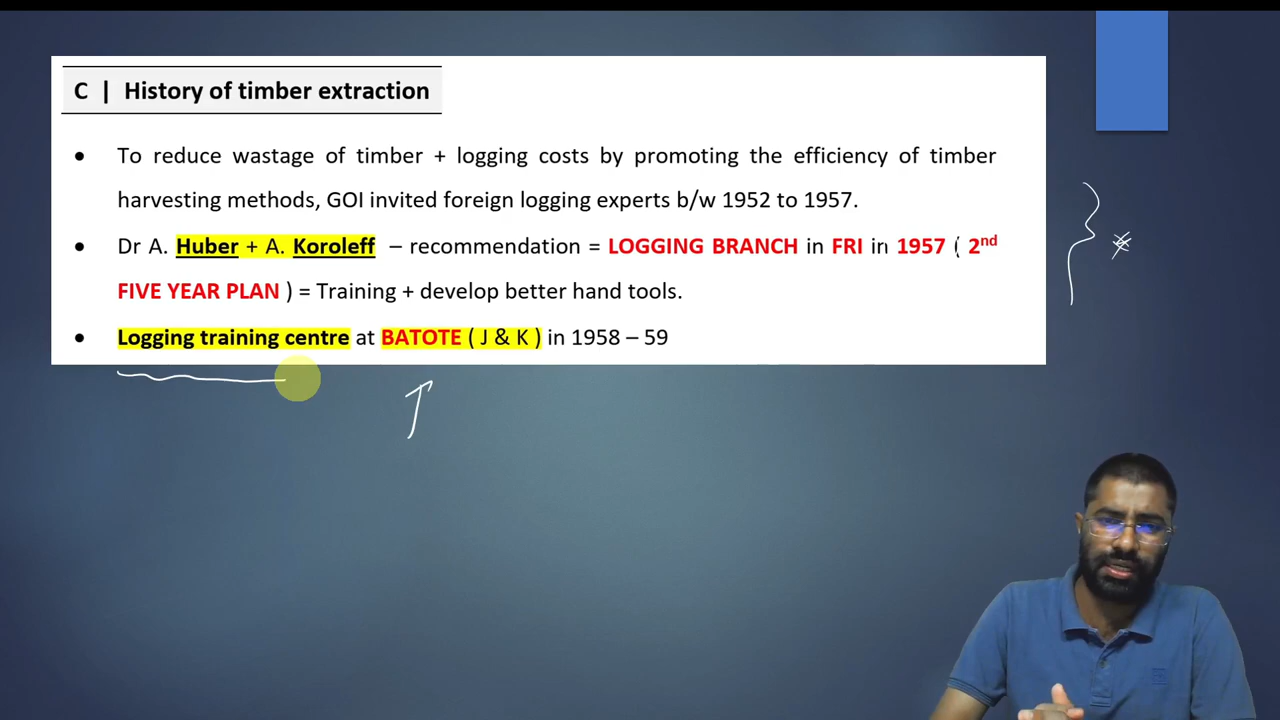 C | History of timber extraction
• To reduce wastage of timber + logging costs by promoting the efficiency of timber
harvesting methods, GOI invited foreign logging experts b/w 1952 to 1957.
• Dr A. Huber + A. Koroleff – recommendation = LOGGING BRANCH in FRI in 1957 ( 2nd
FIVE YEAR PLAN ) = Training + develop better hand tools.
• Logging training centre at BATOTE ( J & K ) in 1958 – 59